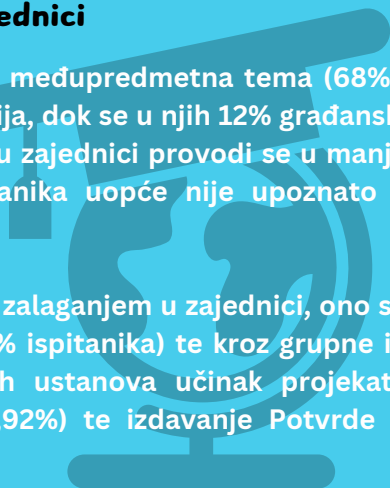 ednici
međupredmetna tema (68%
ija, dok se u njih 12% građansk
u zajednici provodi se u manj
anika uopće nije upoznato
zalaganjem u zajednici, ono s
% ispitanika) te kroz grupne i
h ustanova učinak projekat
,92%) te izdavanje Potvrde